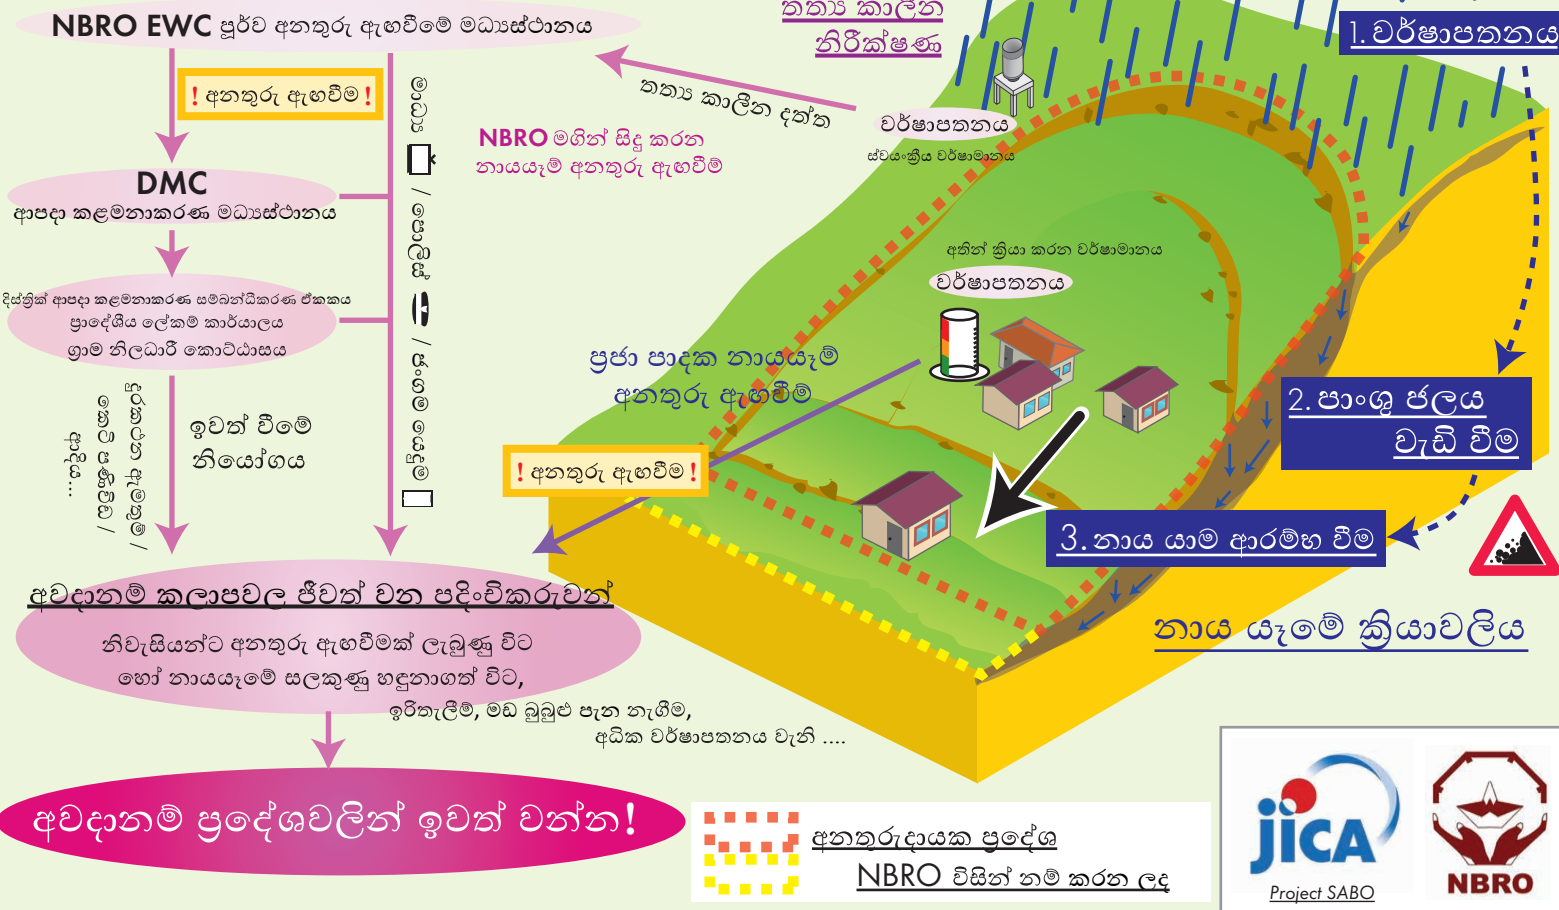 NBRO EWC පූර්ව අනතුරු ඇඟවීමේ මධ්‍යස්ථානය
! අනතුරු ඇඟවීම !
DMC
ආපදා කළමනාකරණ මධ්‍යස්ථානය
දිස්ත්‍රික් ආපදා කළමනාකරණ සම්බන්ධීකරණ ඒකකය
ප්‍රාදේශීය ලේකම් කාර්යාලය
ග්‍රාම නිලධාරී කොට්ඨාසය
ඉවත් වීමේ
නියෝගය
දුරකථන ඇමතුම් /
කෙටි පණිවිඩ /
ආදිය....
මාධ්‍ය / පොලිස් / සංගම් යෙදුම්
තත්‍ය කාලීන
නිරීක්ෂණ
තත්‍ය කාලීන දත්ත
NBRO මගින් සිදු කරන
නායයෑම් අනතුරු ඇඟවීම්
වර්ෂාපතනය
ස්වයංක්‍රීය වර්ෂාමානය
අතින් ක්‍රියා කරන වර්ෂාමානය
වර්ෂාපතනය
ප්‍රජා පාදක නායයෑම්
අනතුරු ඇඟවීම්
! අනතුරු ඇඟවීම !
1. වර්ෂාපතනය
2. පාංශු ජලය
වැඩි වීම
3. නාය යාම ආරම්භ වීම
නාය යෑමේ ක්‍රියාවලිය
අවදානම් කලාපවල ජීවත් වන පදිංචිකරුවන්
නිවැසියන්ට අනතුරු ඇඟවීමක් ලැබුණු විට
හෝ නායයෑමේ සලකුණු හඳුනාගත් විට,
ඉරිතැලීම්, මඩ බුබුළු පැන නැගීම,
අධික වර්ෂාපතනය වැනි ....
අවදානම් ප්‍රදේශවලින් ඉවත් වන්න!
අනතුරුදායක ප්‍රදේශ
NBRO විසින් නම් කරන ලද
jICA
Project SABO
NBRO